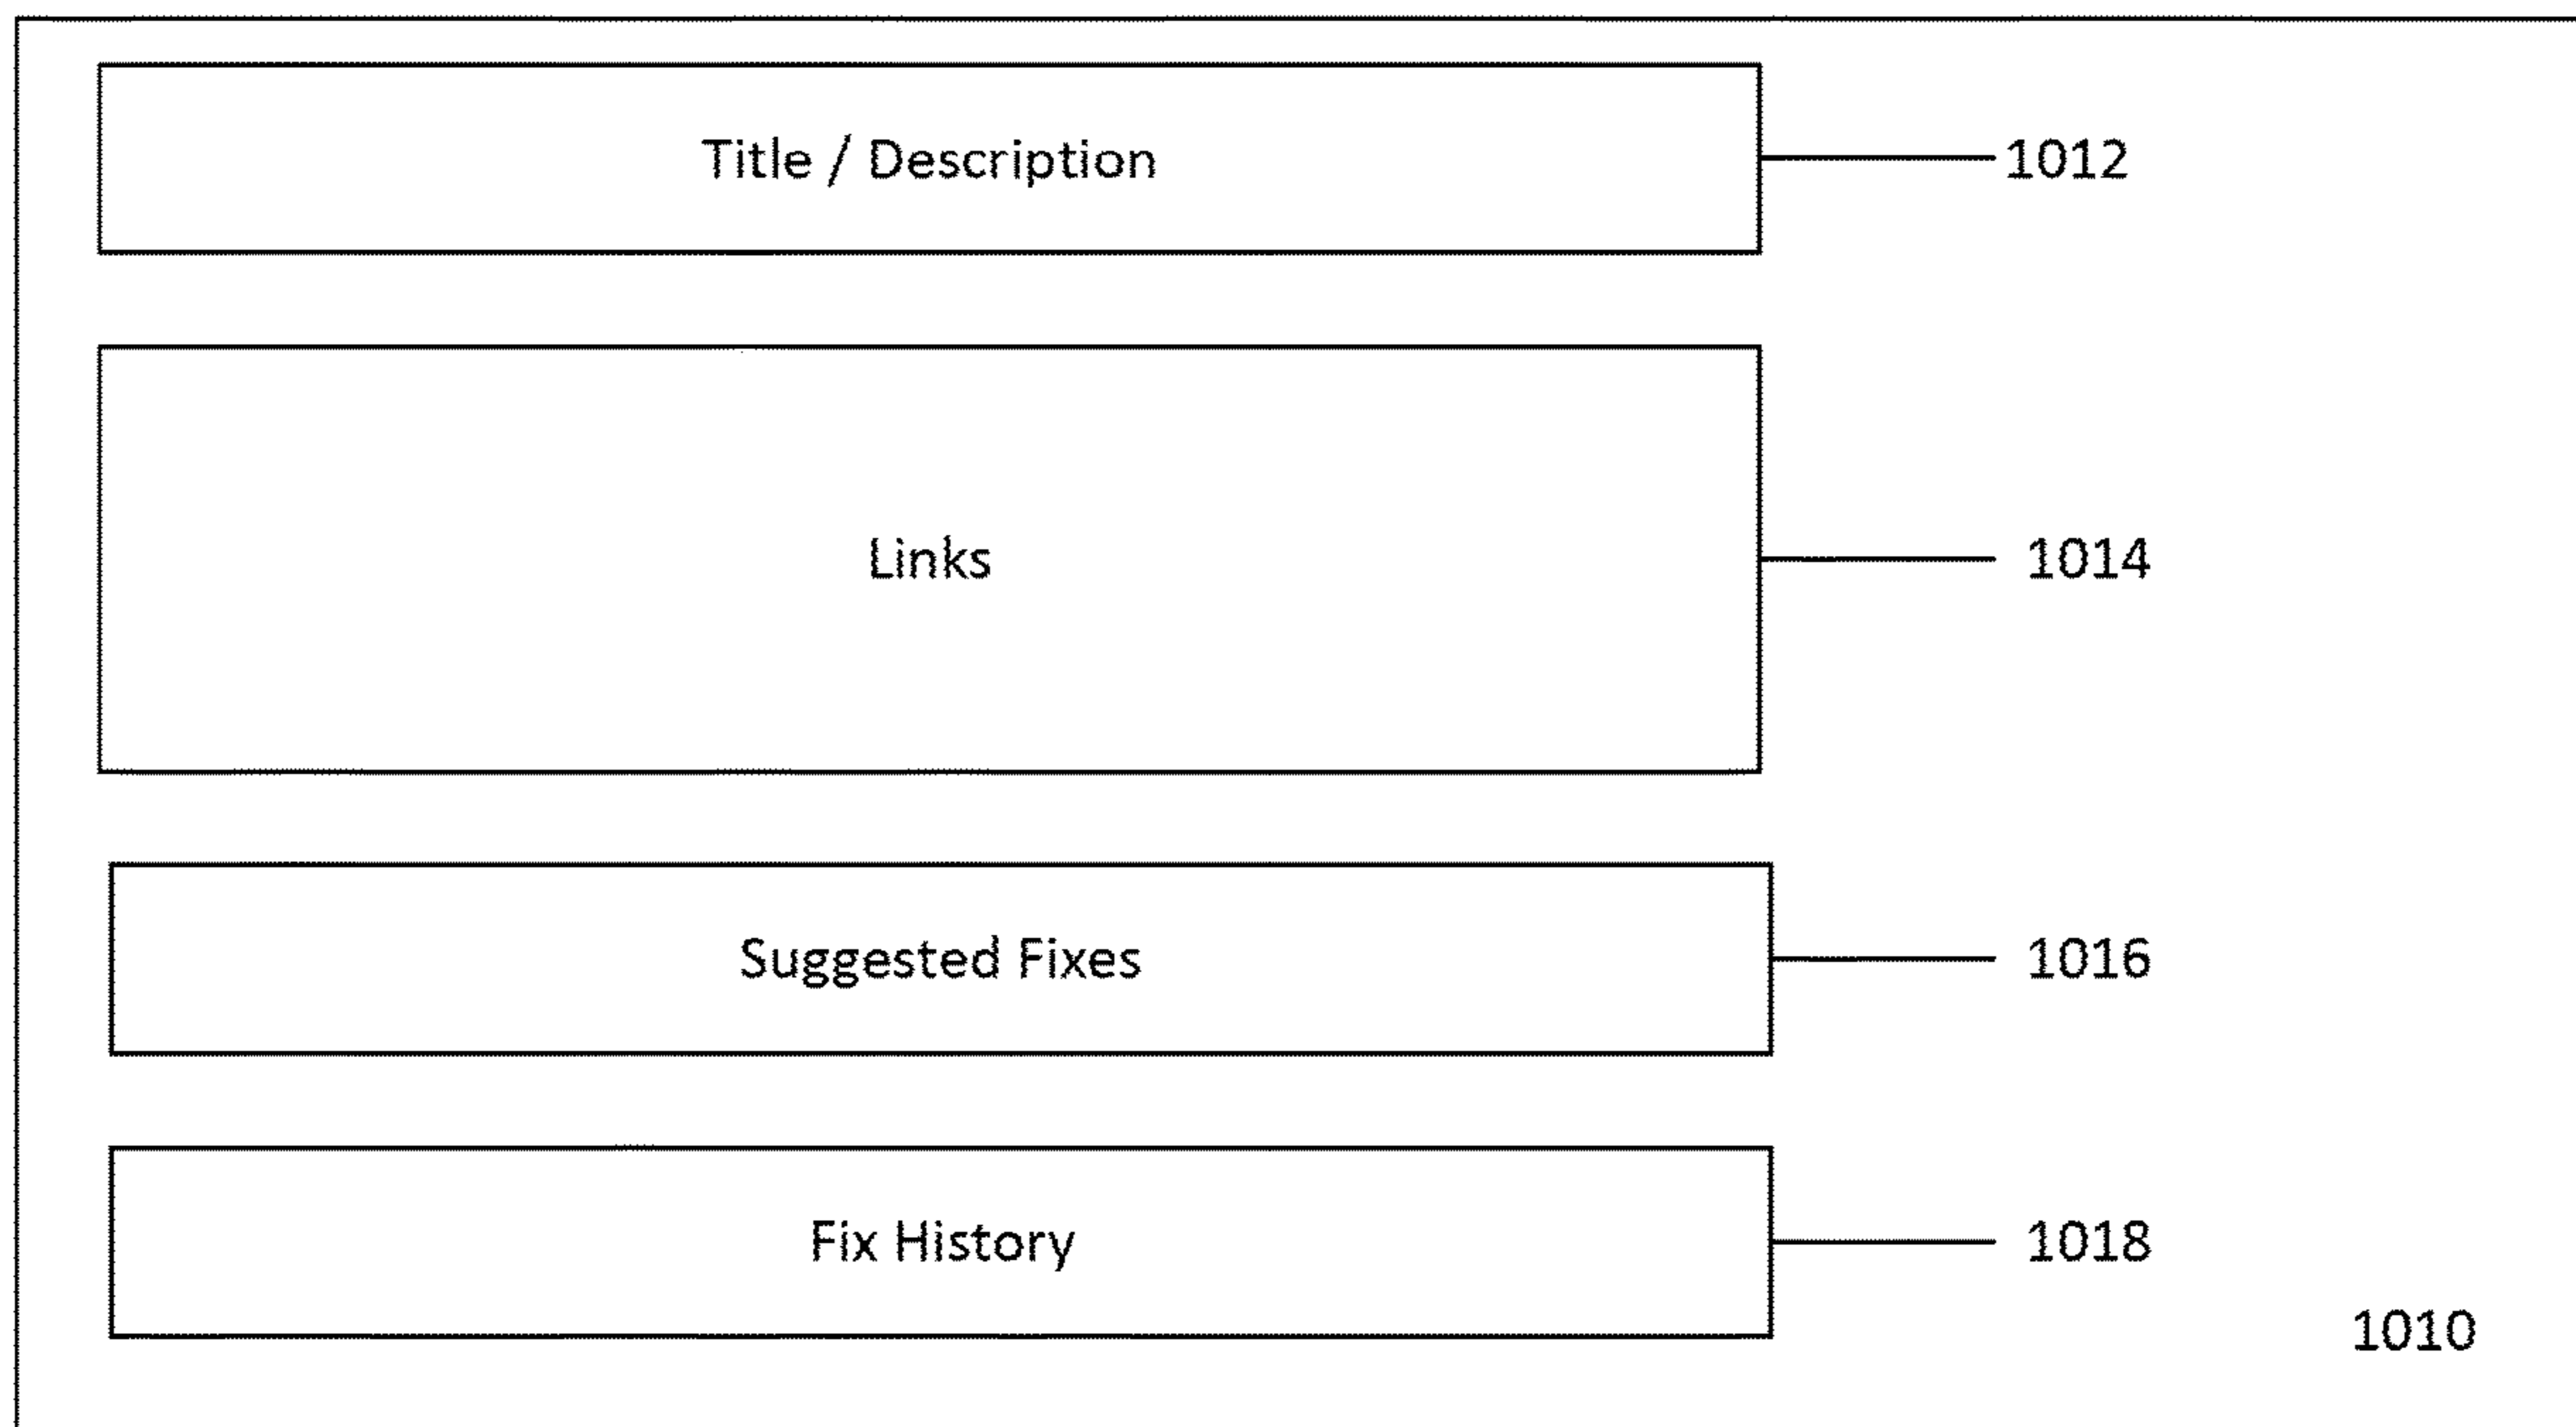 Title / Description
1012
Links
1014
Suggested Fixes
1016
Fix History
1018
1010